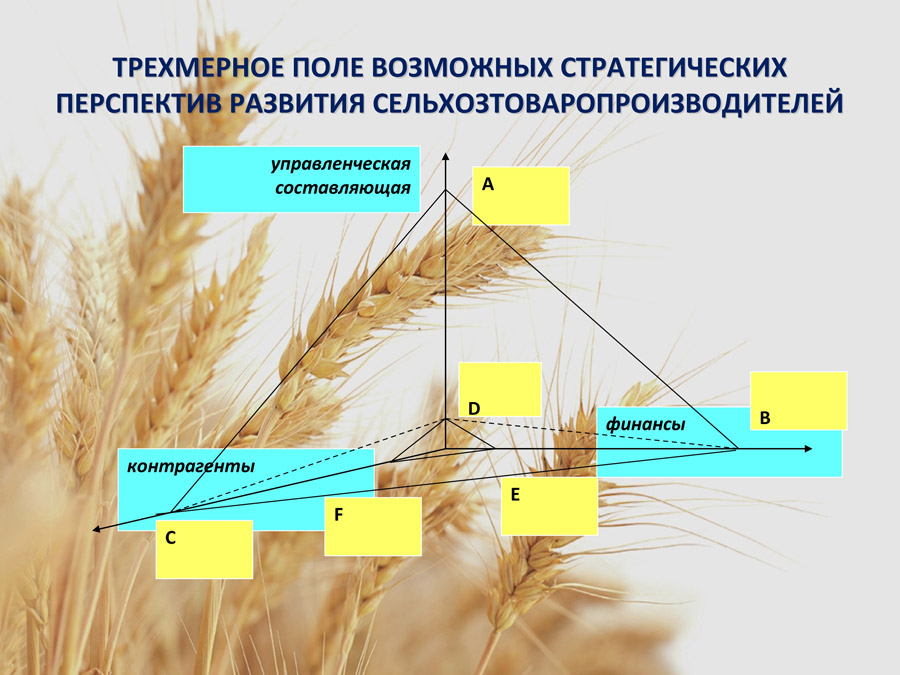 ТРЕХМЕРНОЕ ПОЛЕ ВОЗМОЖНЫХ СТРАТЕГИЧЕСКИХ
ПЕРСПЕКТИВ РАЗВИТИЯ СЕЛЬХОЗТОВАРОПРОИЗВОДИТЕЛЕЙ
управленческая
составляющая
A
D
B
финансы
контрагенты
E
F
C